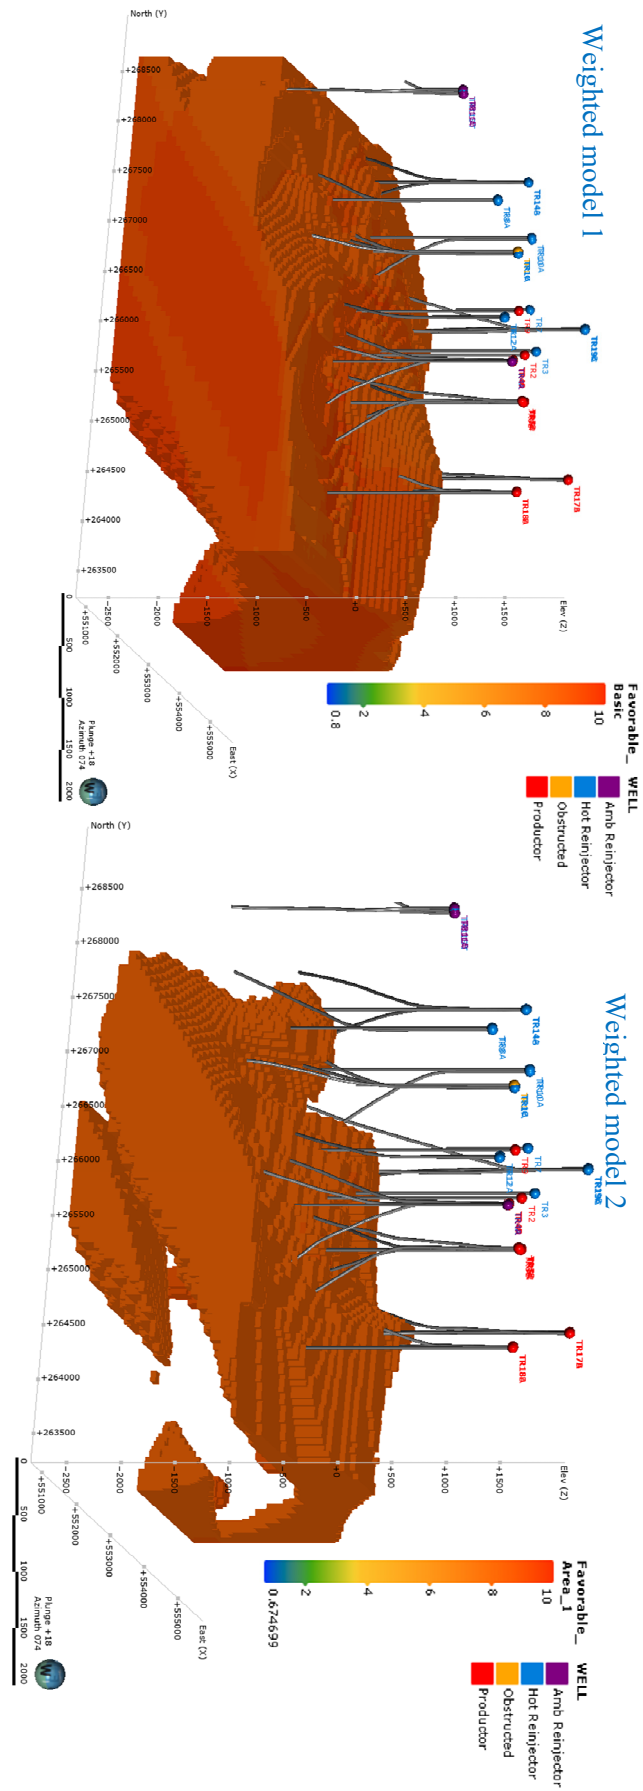 Weighted model 1
North (Y)
+268500
+268000
+267500
+267000
+266500
+266000
+265500
+265000
+264500
+264000
+263500
TR14B
TR8A
TR3
TR2
TR17B
TR18B
Elev (Z)
+1500
+1000
+500
+0
-500
-1000
-1500
-2000
-2500
+551000
+552000
+553000
+554000
+555000
East (X)
0
500
1000
1500
2000
Plunge +18
Azimuth 074
W
Favorable_
Basic
10
8
6
4
2
0.8
WELL
Amb Reinjector
Hot Reinjector
Obstructed
Productor
Weighted model 2
North (Y)
+268500
+268000
+267500
+267000
+266500
+266000
+265500
+265000
+264500
+264000
+263500
TR14B
TR8A
TR3
TR2
TR17B
TR18B
Elev (Z)
+1500
+1000
+500
+0
-500
-1000
-1500
-2000
-2500
+551000
+552000
+553000
+554000
+555000
East (X)
0
500
1000
1500
2000
Plunge +18
Azimuth 074
W
Favorable_
Area_1
10
8
6
4
2
0.674699
WELL
Amb Reinjector
Hot Reinjector
Obstructed
Productor